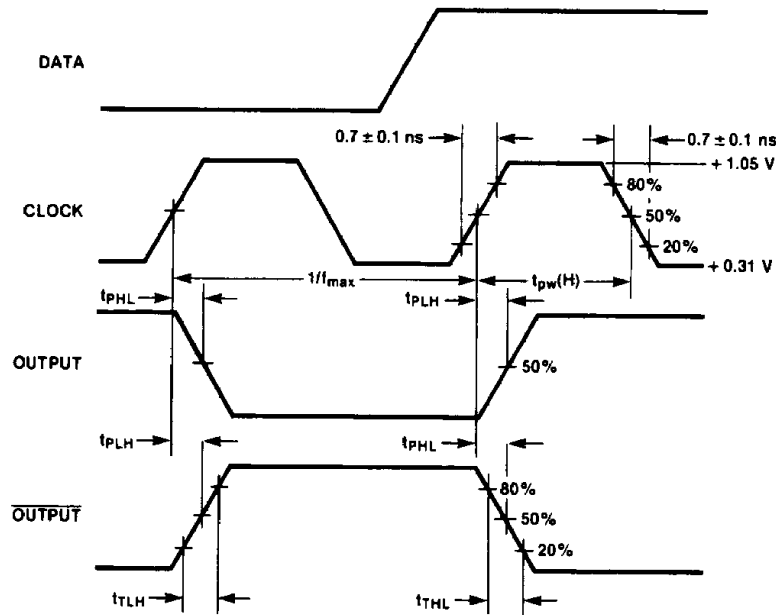 DATA
0.7 ± 0.1 ns
0.7 ± 0.1 ns
+ 1.05 V
80%
CLOCK
50%
20%
+ 0.31 V
1/fmax
tpw(H)
tPHL
tPLH
OUTPUT
50%
tPLH
tPHL
80%
OUTPUT
50%
20%
tTLH
tTHL